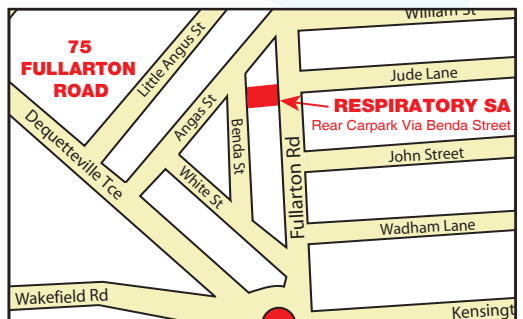 William St
75
FULLARTON
ROAD
Little Angus St
Jude Lane
Angas St
RESPIRATORY SA
Rear Carpark Via Benda Street
Benda St
Dequetteville Tce
John Street
White St
Fullarton Rd
Wadham Lane
Wakefield Rd
Kensingt